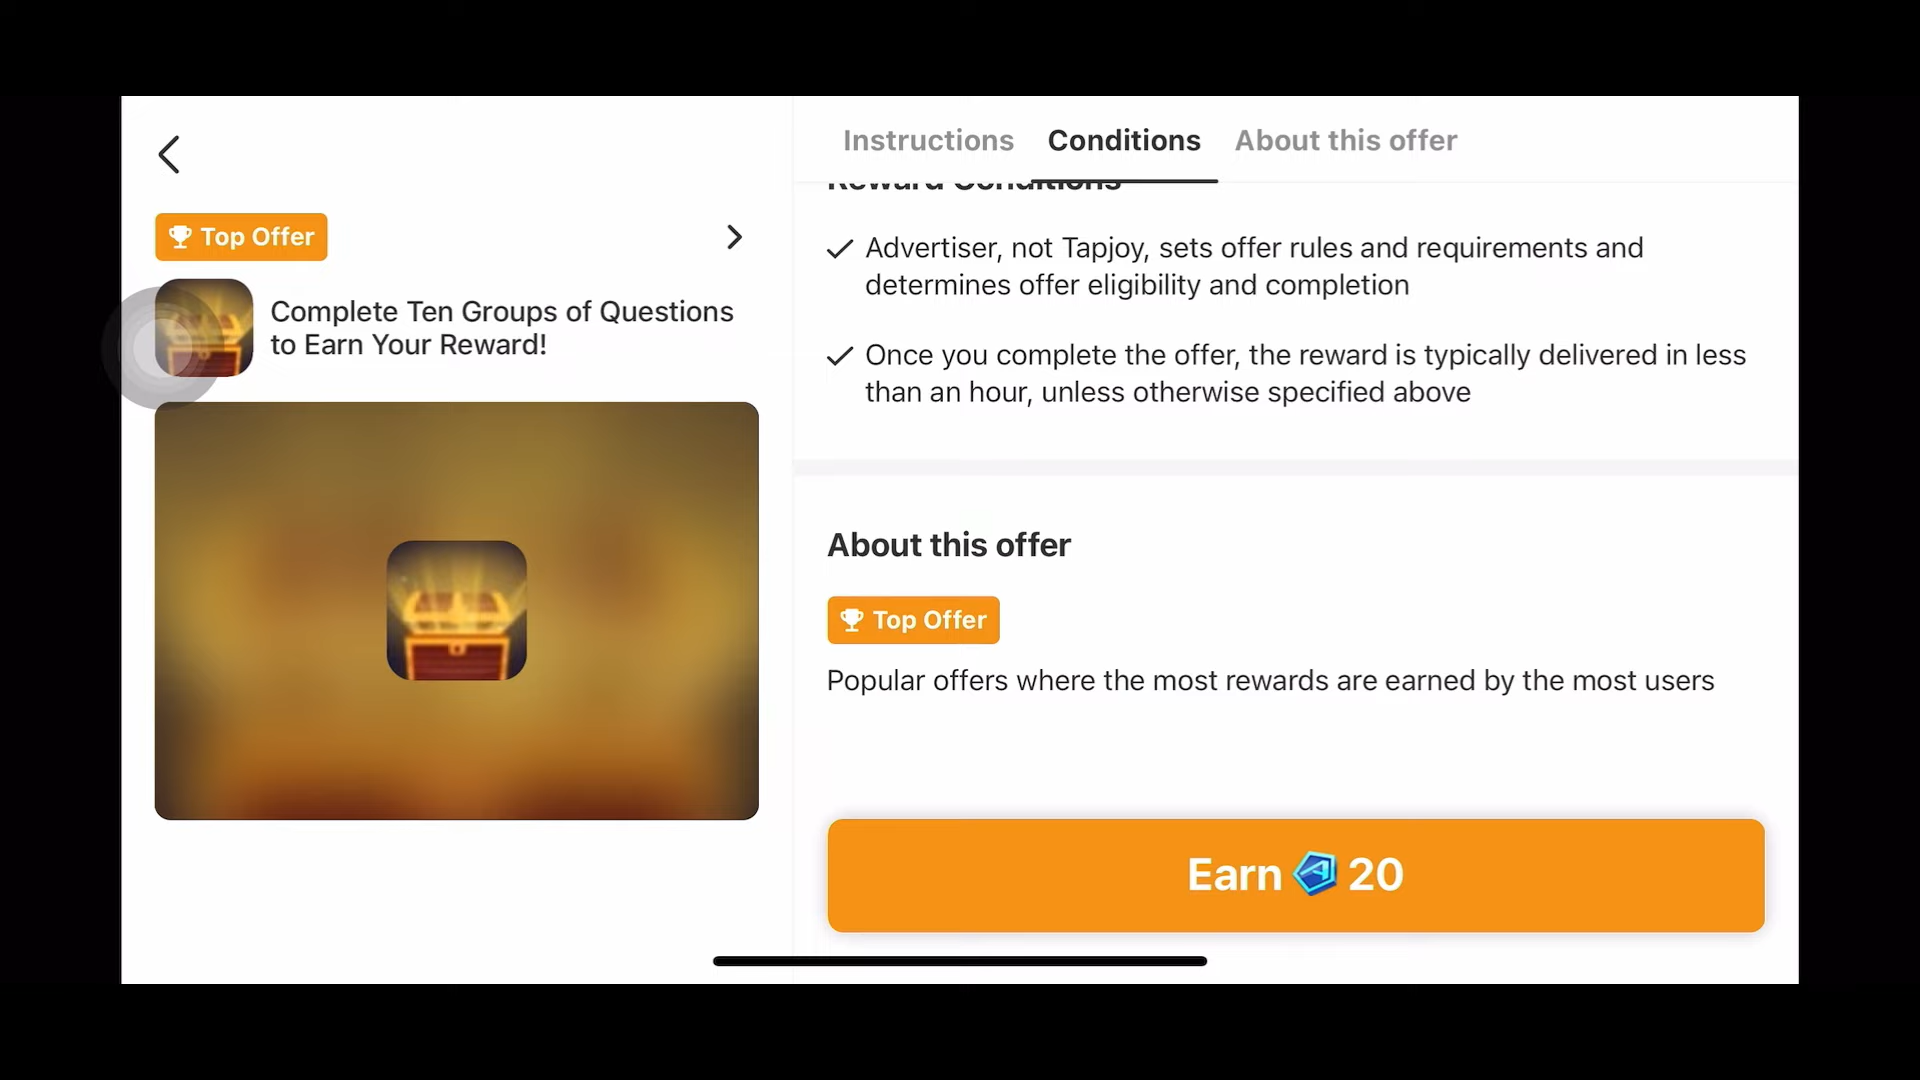 Top Offer
Complete Ten Groups of Questions
to Earn Your Reward!
Instructions
Conditions
About this offer
Reward Conditions
Advertiser, not Tapjoy, sets offer rules and requirements and
determines offer eligibility and completion
Once you complete the offer, the reward is typically delivered in less
than an hour, unless otherwise specified above
About this offer
Top Offer
Popular offers where the most rewards are earned by the most users
Earn 20